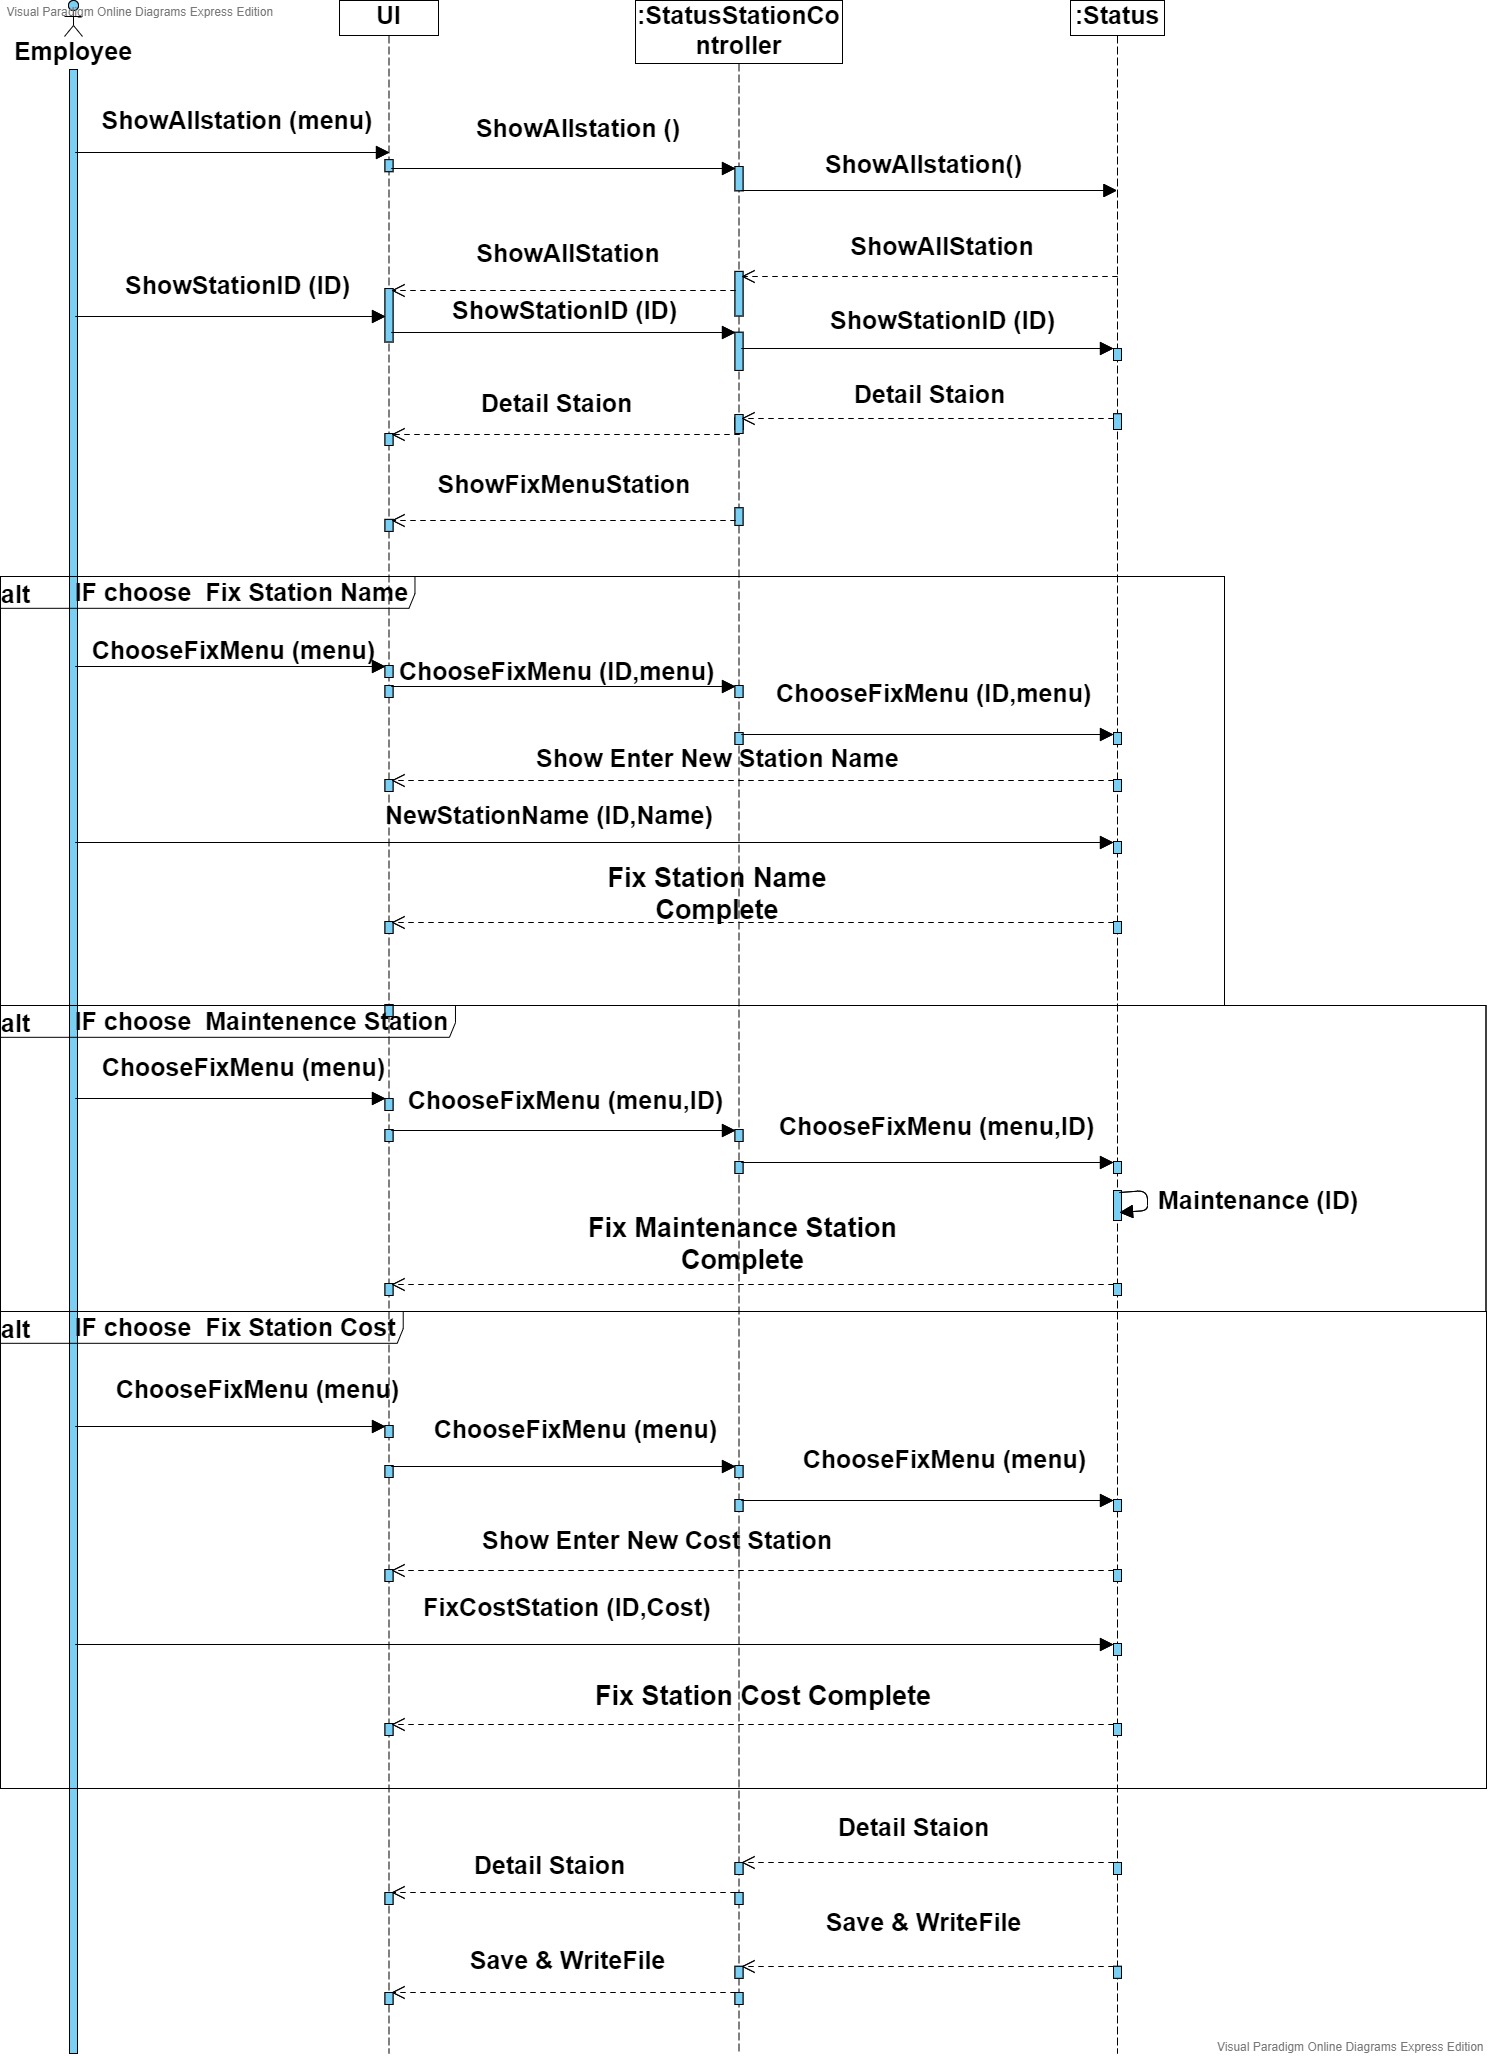 Visual Paradigm Online Diagrams Express Edition
Employee
UI
:StatusStationCo
ntroller
:Status
ShowAllstation (menu)
ShowAllstation ()
ShowAllstation()
ShowAllStation
ShowAllStation
ShowStationID (ID)
ShowStationID (ID)
ShowStationID (ID)
Detail Staion
Detail Staion
ShowFixMenuStation
alt
IF choose  Fix Station Name
ChooseFixMenu (menu)
ChooseFixMenu (ID,menu)
ChooseFixMenu (ID,menu)
Show Enter New Station Name
NewStationName (ID,Name)
Fix Station Name
Complete
alt
IF choose  Maintenence Station
ChooseFixMenu (menu)
ChooseFixMenu (menu,ID)
ChooseFixMenu (menu,ID)
Maintenance (ID)
Fix Maintenance Station
Complete
alt
IF choose  Fix Station Cost
ChooseFixMenu (menu)
ChooseFixMenu (menu)
ChooseFixMenu (menu)
Show Enter New Cost Station
FixCostStation (ID,Cost)
Fix Station Cost Complete
Detail Staion
Detail Staion
Save & WriteFile
Save & WriteFile
Visual Paradigm Online Diagrams Express Edition